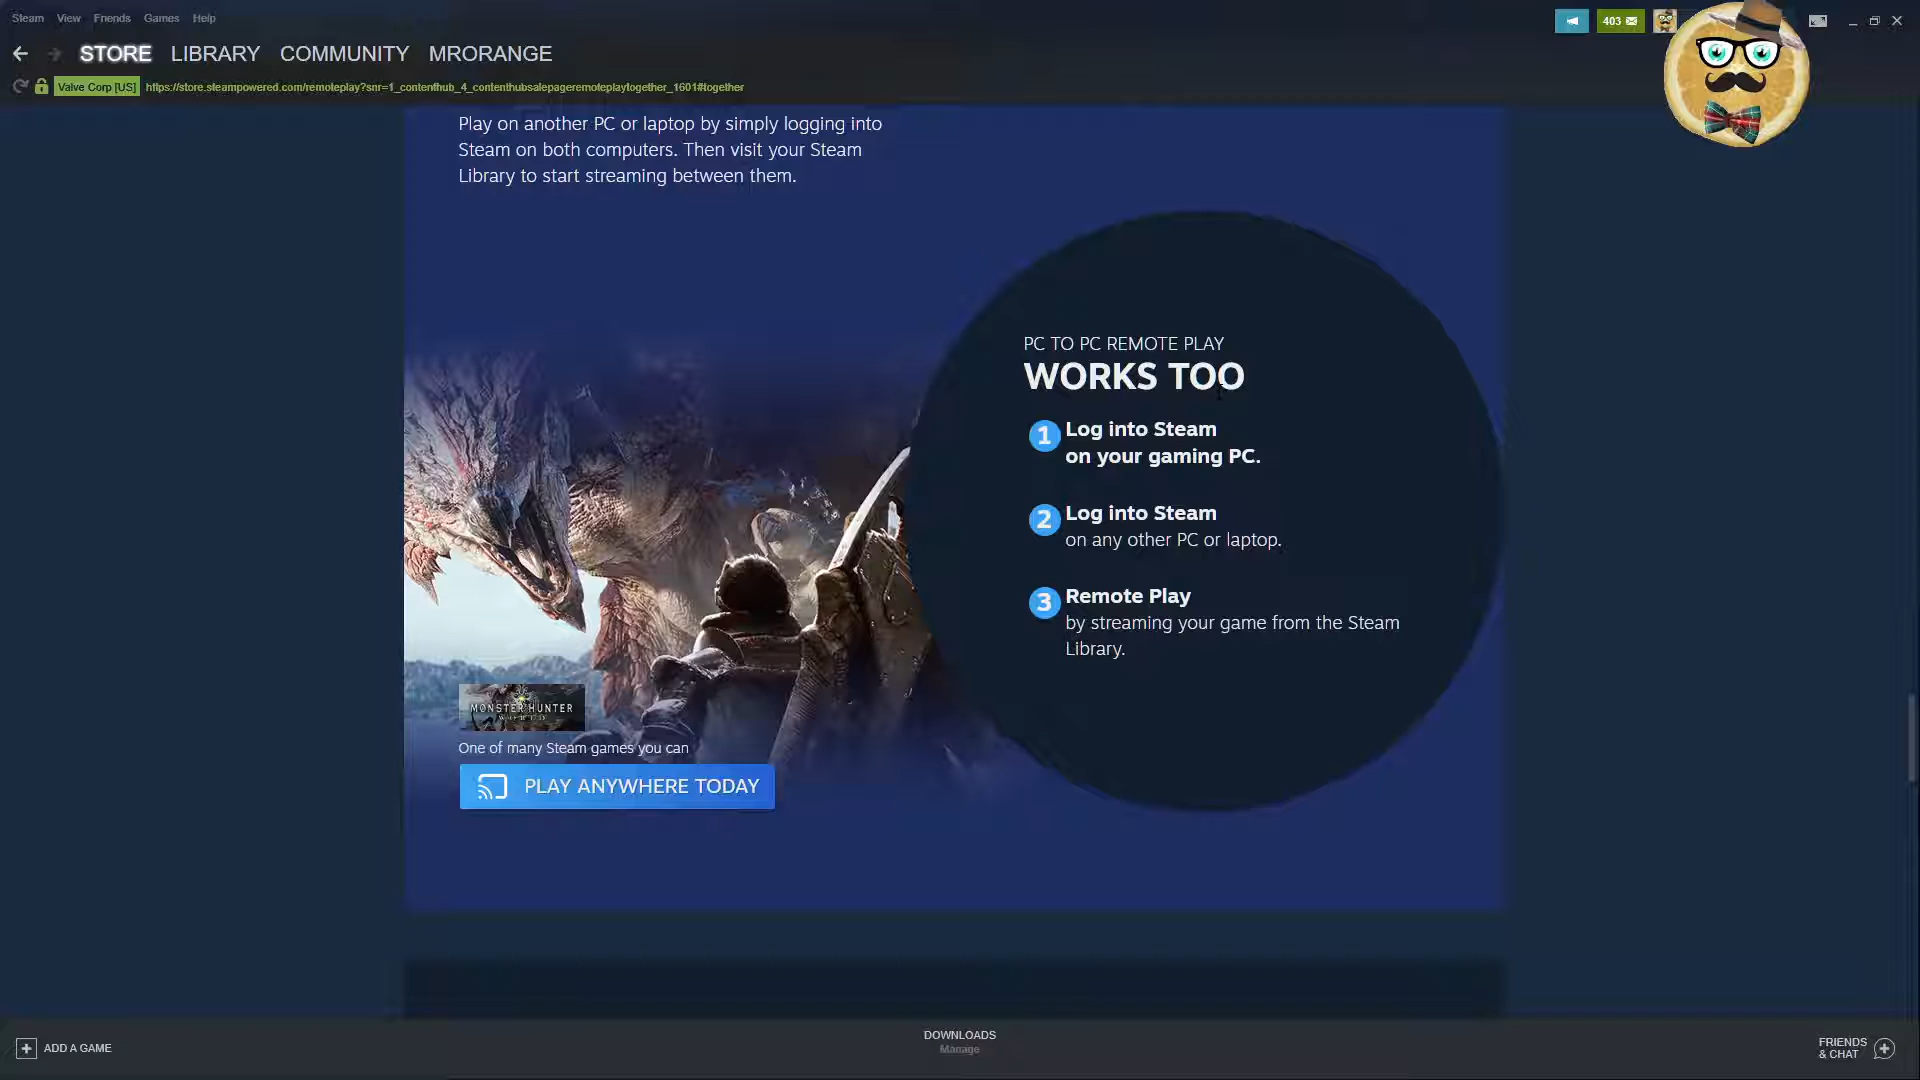 Steam View Friends Games Help
403
STORE LIBRARY COMMUNITY MRORANGE
Valve Corp [US] https://store.steampowered.com/remoteplay?snr=1_contenthub_4_contenthubsalepageremoteplaytogether_1601#together
Play on another PC or laptop by simply logging into
Steam on both computers. Then visit your Steam
Library to start streaming between them.
PC TO PC REMOTE PLAY
WORKS TOO
1 Log into Steam
on your gaming PC.
2 Log into Steam
on any other PC or laptop.
3 Remote Play
by streaming your game from the Steam
Library.
MONSTER HUNTER
WORLD
One of many Steam games you can
PLAY ANYWHERE TODAY
ADD A GAME
DOWNLOADS
Manage
FRIENDS
& CHAT